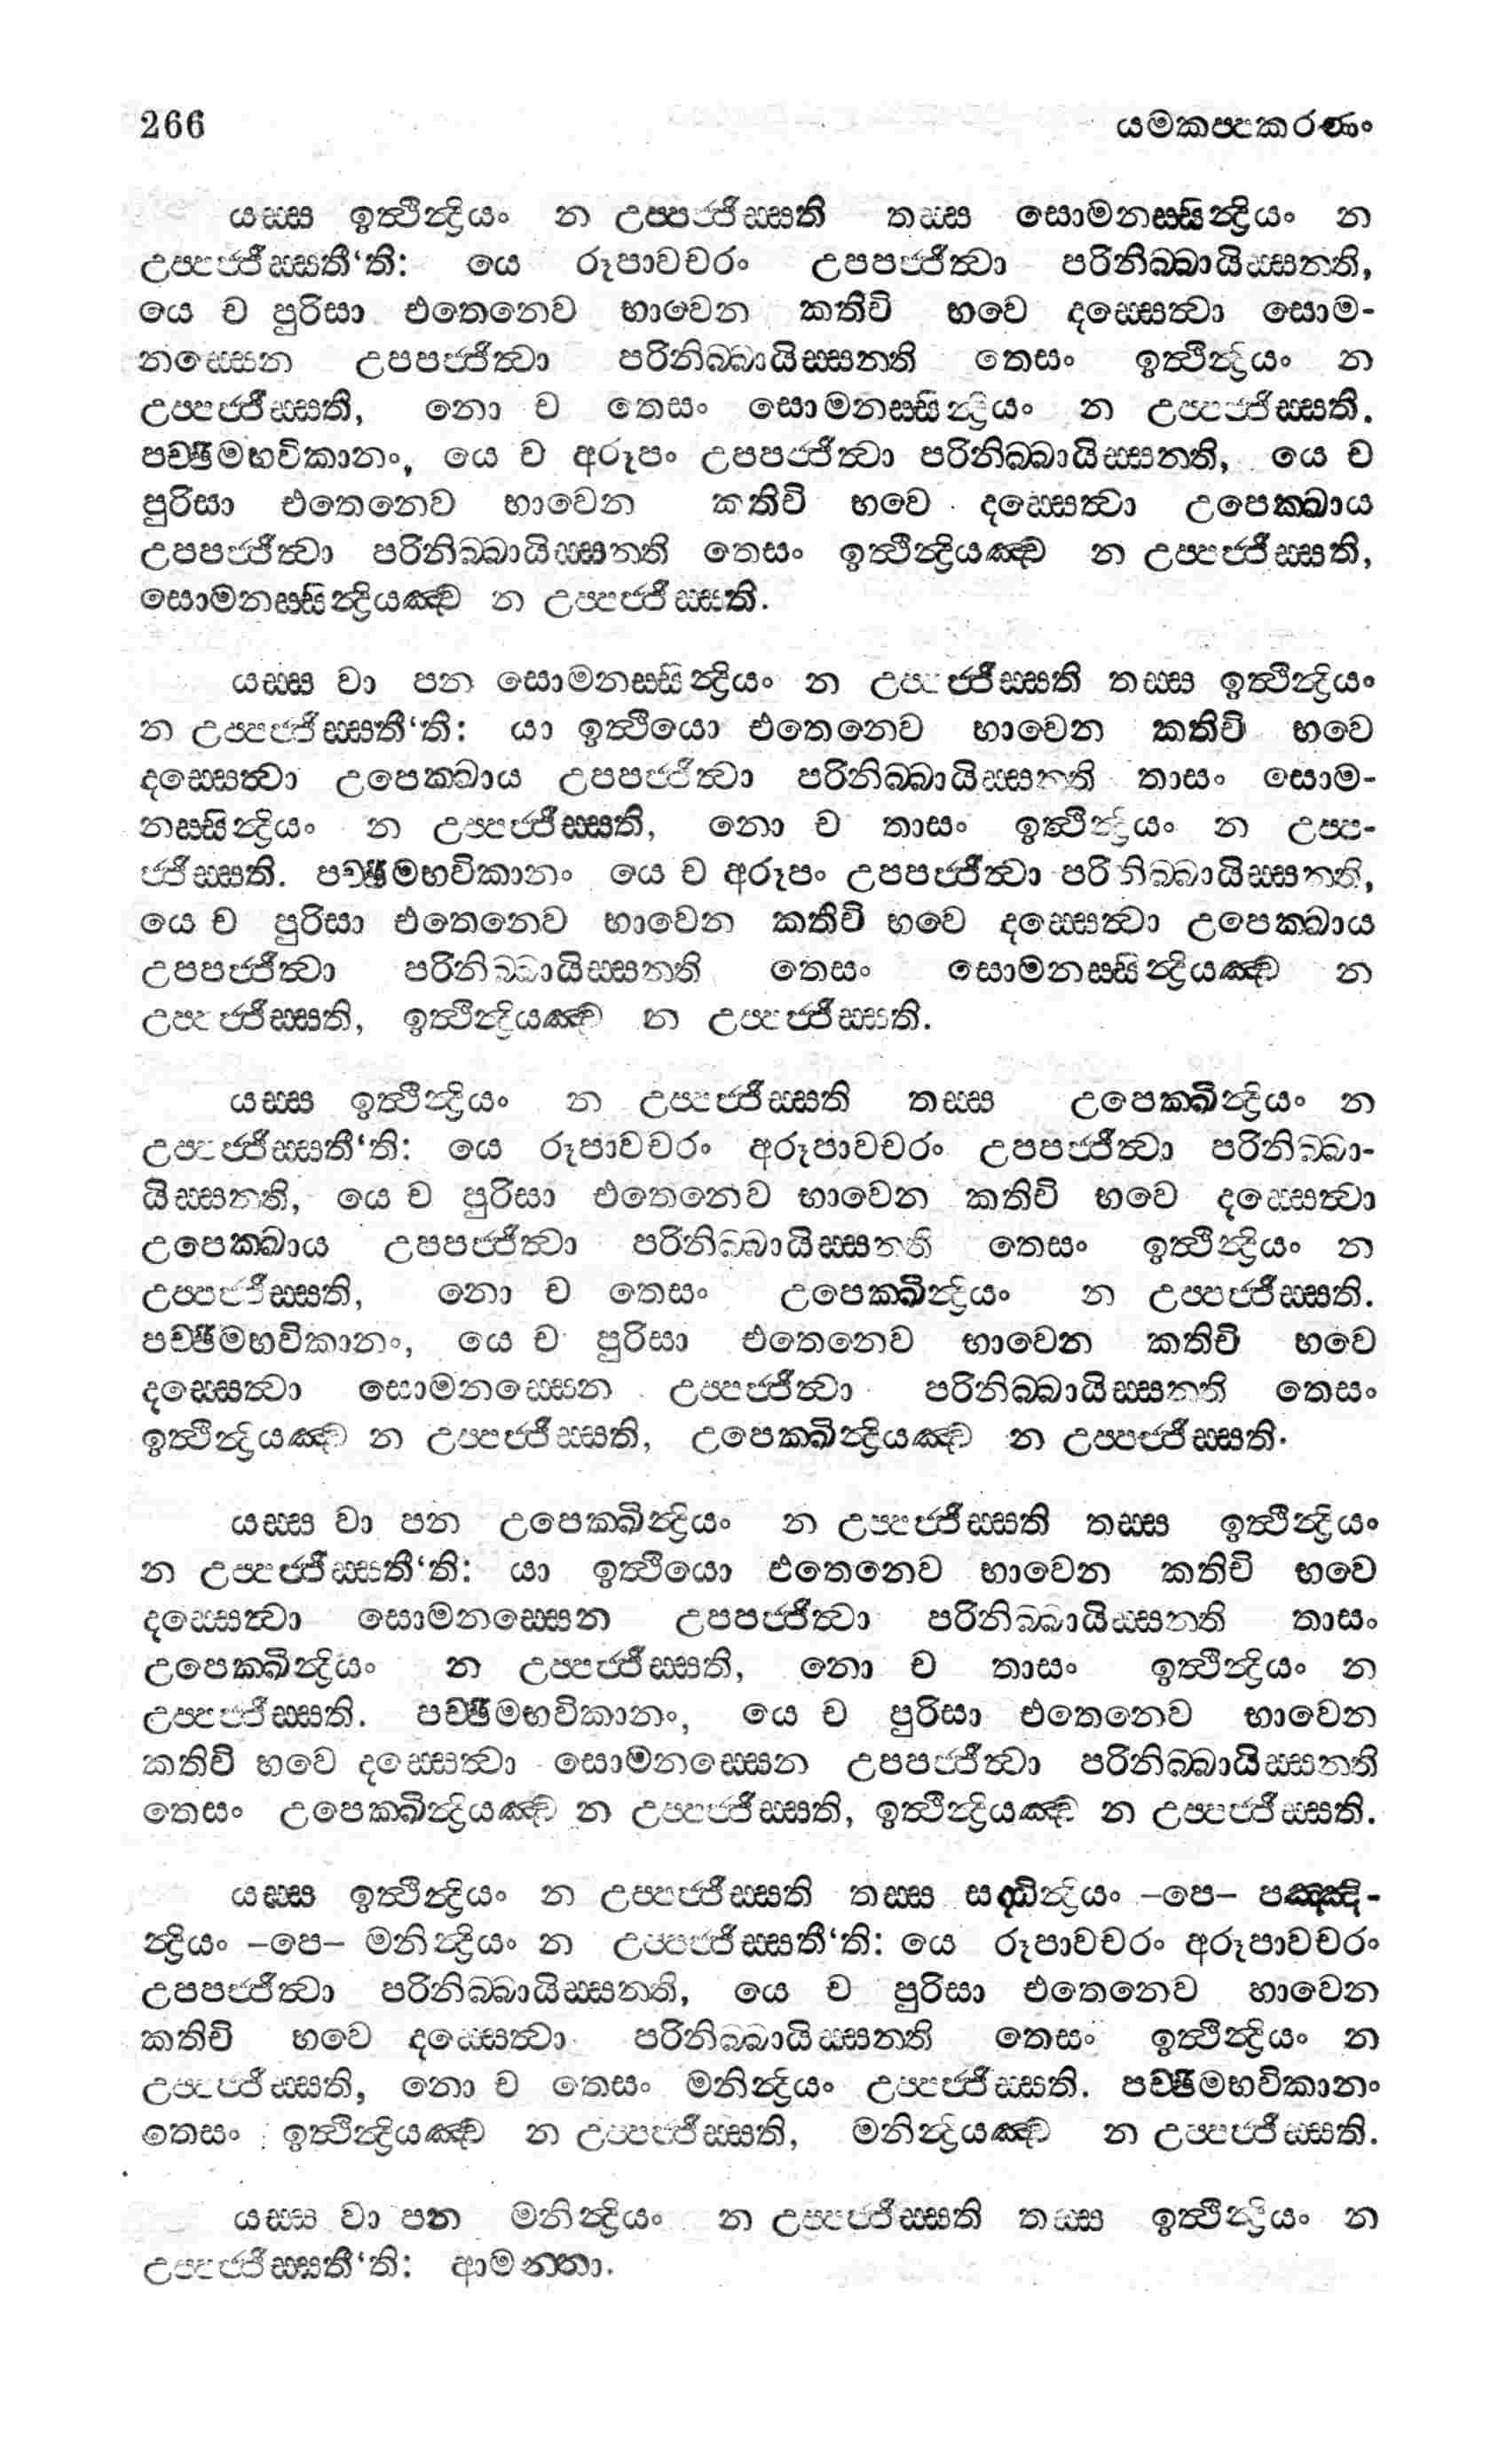 266 යමකප්පකරණං
යස්ස ඉත්ථින්ද්‍රියං න උප්පජ්ජිස්සති තස්ස සොමනස්සින්ද්‍රියං න
උප්පජ්ජිස්සතී‘ති: යෙ රූපාවචරං උපපජ්ජිත්වා පරිනිබ්බායිස්සන්ති,
යෙ ච පුරිසා එතෙනෙව භාවෙන කතිචි භවෙ දස්සෙත්වා සොම-
නස්සෙන උපපජ්ජිත්වා පරිනිබ්බායිස්සන්ති තෙසං ඉත්ථින්ද්‍රියං න
උප්පජ්ජිස්සති, නො ච තෙසං සොමනස්සින්ද්‍රියං න උප්පජ්ජිස්සති.
පච්ඡිමභවිකානං, යෙ ච අරූපං උපපජ්ජිත්වා පරිනිබ්බායිස්සන්ති, යෙ ච
පුරිසා එතෙනෙව භාවෙන කතිචි භවෙ දස්සෙත්වා උපෙක්ඛාය
උපපජ්ජිත්වා පරිනිබ්බායිස්සන්ති තෙසං ඉත්ථින්ද්‍රියඤ්ච න උප්පජ්ජිස්සති,
සොමනස්සින්ද්‍රියඤ්ච න උප්පජ්ජිස්සති.
යස්ස වා පන සොමනස්සින්ද්‍රියං න උප්පජ්ජිස්සති තස්ස ඉත්ථින්ද්‍රියං
න උප්පජ්ජිස්සතී‘ති: යා ඉත්ථියො එතෙනෙව භාවෙන කතිචි භවෙ
දස්සෙත්වා උපෙක්ඛාය උපපජ්ජිත්වා පරිනිබ්බායිස්සන්ති තාසං සොම-
නස්සින්ද්‍රියං න උප්පජ්ජිස්සති, නො ච තාසං ඉත්ථින්ද්‍රියං න උප්ප-
ජ්ජිස්සති. පච්ඡිමභවිකානං යෙ ච අරූපං උපපජ්ජිත්වා පරිනිබ්බායිස්සන්ති,
යෙ ච පුරිසා එතෙනෙව භාවෙන කතිචි භවෙ දස්සෙත්වා උපෙක්ඛාය
උපපජ්ජිත්වා පරිනිබ්බායිස්සන්ති තෙසං සොමනස්සින්ද්‍රියඤ්ච න
උප්පජ්ජිස්සති, ඉත්ථින්ද්‍රියඤ්ච න උප්පජ්ජිස්සති.
යස්ස ඉත්ථින්ද්‍රියං න උප්පජ්ජිස්සති තස්ස උපෙක්ඛින්ද්‍රියං න
උප්පජ්ජිස්සතී‘ති: යෙ රූපාවචරං අරූපාවචරං උපපජ්ජිත්වා පරිනිබ්බා-
යිස්සන්ති, යෙ ච පුරිසා එතෙනෙව භාවෙන කතිචි භවෙ දස්සෙත්වා
උපෙක්ඛාය උපපජ්ජිත්වා පරිනිබ්බායිස්සන්ති තෙසං ඉත්ථින්ද්‍රියං න
උප්පජ්ජිස්සති, නො ච තෙසං උපෙක්ඛින්ද්‍රියං න උප්පජ්ජිස්සති.
පච්ඡිමභවිකානං, යෙ ච පුරිසා එතෙනෙව භාවෙන කතිචි භවෙ
දස්සෙත්වා සොමනස්සෙන උප්පජ්ජිත්වා පරිනිබ්බායිස්සන්ති තෙසං
ඉත්ථින්ද්‍රියඤ්ච න උප්පජ්ජිස්සති, උපෙක්ඛින්ද්‍රියඤ්ච න උප්පජ්ජිස්සති.
යස්ස වා පන උපෙක්ඛින්ද්‍රියං න උප්පජ්ජිස්සති තස්ස ඉත්ථින්ද්‍රියං
න උප්පජ්ජිස්සතී‘ති: යා ඉත්ථියො එතෙනෙව භාවෙන කතිචි භවෙ
දස්සෙත්වා සොමනස්සෙන උපපජ්ජිත්වා පරිනිබ්බායිස්සන්ති තාසං
උපෙක්ඛින්ද්‍රියං න උප්පජ්ජිස්සති, නො ච තාසං ඉත්ථින්ද්‍රියං න
උප්පජ්ජිස්සති. පච්ඡිමභවිකානං, යෙ ච පුරිසා එතෙනෙව භාවෙන
කතිචි භවෙ දස්සෙත්වා සොමනස්සෙන උපපජ්ජිත්වා පරිනිබ්බායිස්සන්ති
තෙසං උපෙක්ඛින්ද්‍රියඤ්ච න උප්පජ්ජිස්සති, ඉත්ථින්ද්‍රියඤ්ච න උප්පජ්ජිස්සති.
යස්ස ඉත්ථින්ද්‍රියං න උප්පජ්ජිස්සති තස්ස සද්ධින්ද්‍රියං –පෙ– පඤ්ඤි-
න්ද්‍රියං –පෙ– මනින්ද්‍රියං න උප්පජ්ජිස්සතී‘ති: යෙ රූපාවචරං අරූපාවචරං
උපපජ්ජිත්වා පරිනිබ්බායිස්සන්ති, යෙ ච පුරිසා එතෙනෙව භාවෙන
කතිචි භවෙ දස්සෙත්වා පරිනිබ්බායිස්සන්ති තෙසං ඉත්ථින්ද්‍රියං න
උප්පජ්ජිස්සති, නො ච තෙසං මනින්ද්‍රියං උප්පජ්ජිස්සති. පච්ඡිමභවිකානං
තෙසං ඉත්ථින්ද්‍රියඤ්ච න උප්පජ්ජිස්සති, මනින්ද්‍රියඤ්ච න උප්පජ්ජිස්සති.
යස්ස වා පන මනින්ද්‍රියං න උප්පජ්ජිස්සති තස්ස ඉත්ථින්ද්‍රියං න
උප්පජ්ජිස්සතී‘ති: ආමන්තා.